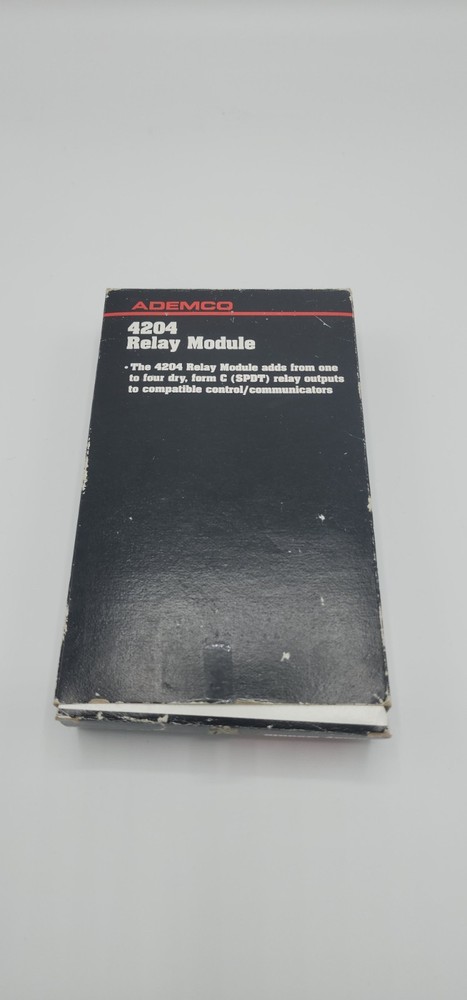 ADEMCO
4204
Relay Module
• The 4204 Relay Module adds from one
to four dry, form C (SPDT) relay outputs
to compatible control/communicators